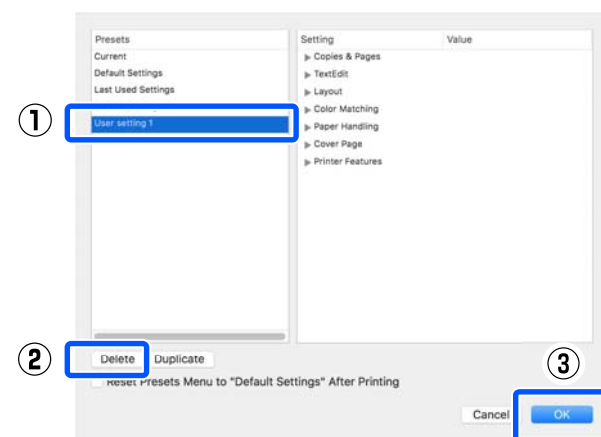 Presets
Setting Value
Current
Default Settings
Last Used Settings
User setting 1
Copies & Pages
TextEdit
Layout
Color Matching
Paper Handling
Cover Page
Printer Features
1
2
Delete Duplicate
3
Reset Presets Menu to "Default Settings" After Printing
Cancel OK